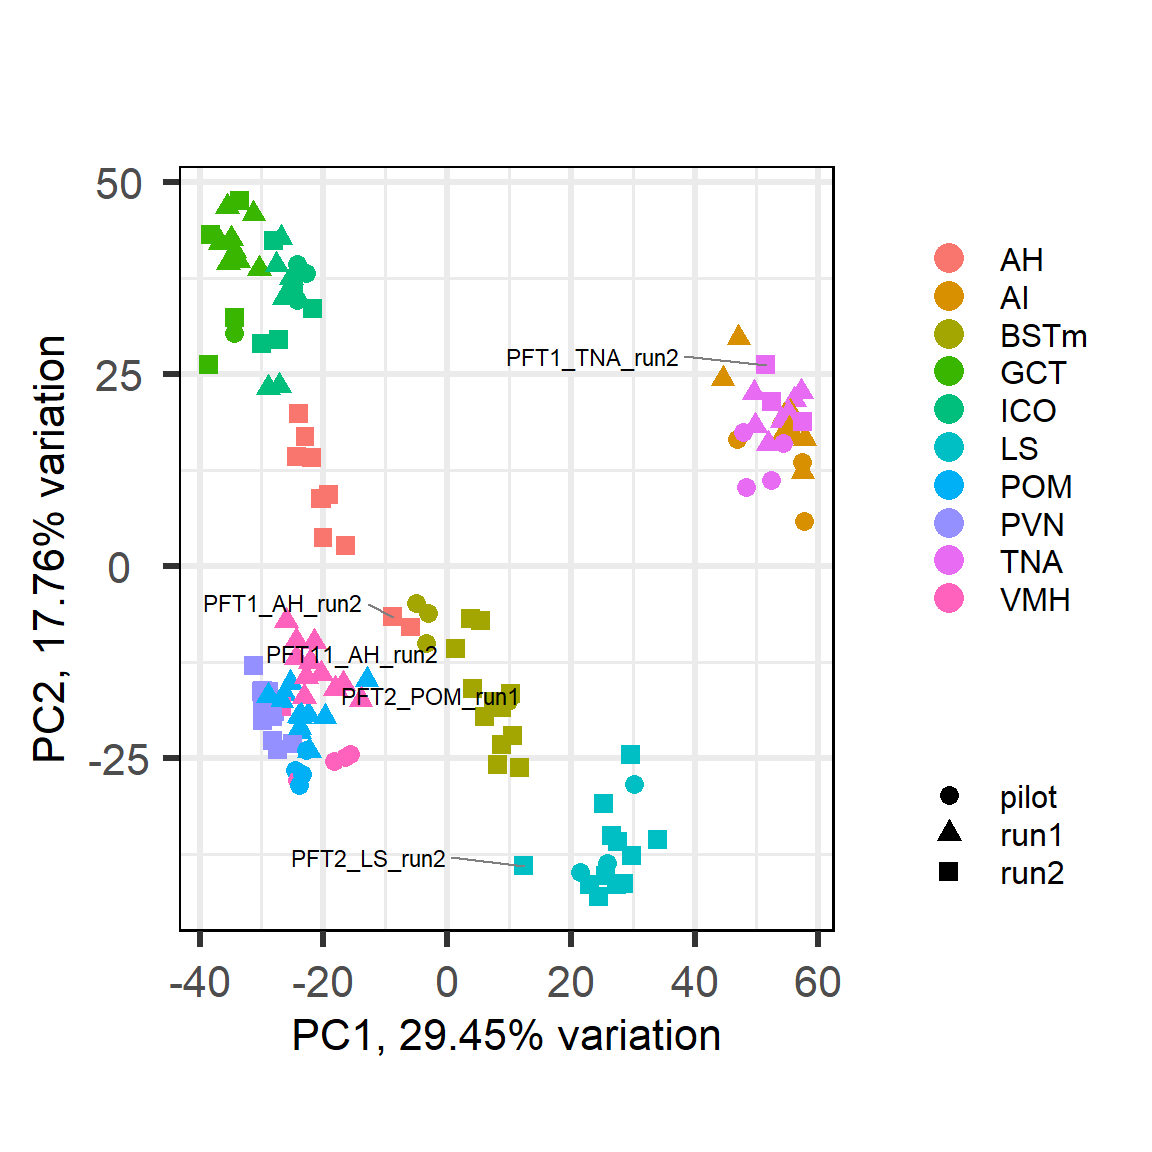 50
25
0
-25
PC2, 17.76% variation
PFT1_TNA_run2
PFT1_AH_run2
PFT11_AH_run2
PFT2_POM_run1
PFT2_LS_run2
-40
-20
0
20
40
60
PC1, 29.45% variation
AH
AI
BSTm
GCT
ICO
LS
POM
PVN
TNA
VMH
pilot
run1
run2